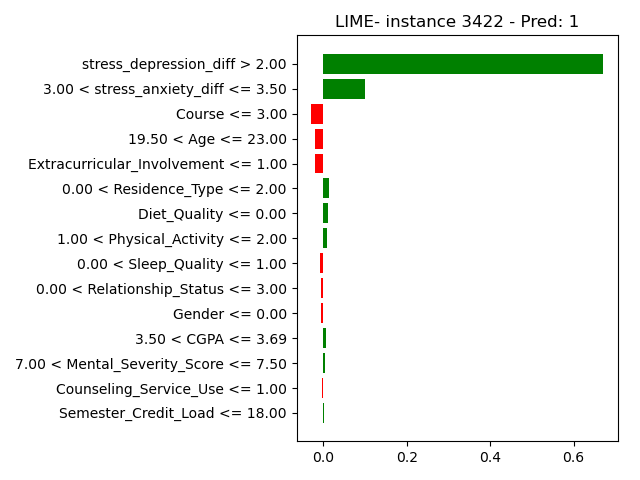 LIME- instance 3422 - Pred: 1
stress_depression_diff > 2.00
3.00 < stress_anxiety_diff <= 3.50
Course <= 3.00
19.50 < Age <= 23.00
Extracurricular_Involvement <= 1.00
0.00 < Residence_Type <= 2.00
Diet_Quality <= 0.00
1.00 < Physical_Activity <= 2.00
0.00 < Sleep_Quality <= 1.00
0.00 < Relationship_Status <= 3.00
Gender <= 0.00
3.50 < CGPA <= 3.69
7.00 < Mental_Severity_Score <= 7.50
Counseling_Service_Use <= 1.00
Semester_Credit_Load <= 18.00
0.0 0.2 0.4 0.6